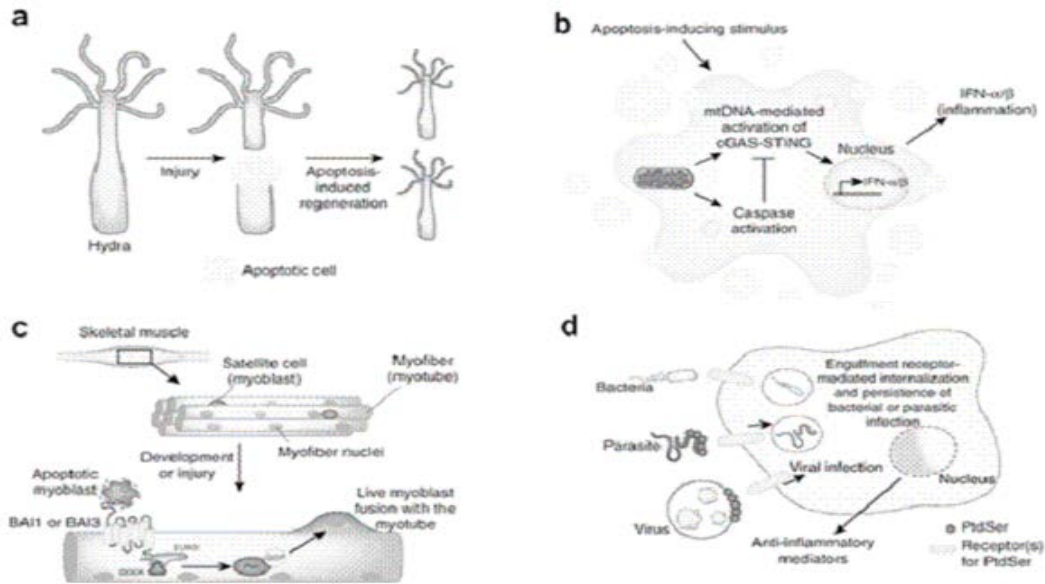 a
Injury
Apoptosis-
induced
regeneration
Hydra
Apoptotic cell
b
Apoptosis-inducing stimulus
mtDNA-mediated
activation of
cGAS-STING
Nucleus
IFN-α/β
(inflammation)
IFN-α/β
Caspase
activation
c
Skeletal muscle
Satellite cell
(myoblast)
Myofiber
(myotube)
Myofiber nuclei
Development
or injury
Apoptotic
myoblast
BAI1 or BAI3
Live myoblast
fusion with the
myotube
d
Bacteria
Engulfment receptor-
mediated internalization
and persistence of
bacterial or parasitic
infection
Parasite
Viral infection
Nucleus
Virus
Anti-inflammatory
mediators
PtdSer
Receptor(s)
for PtdSer